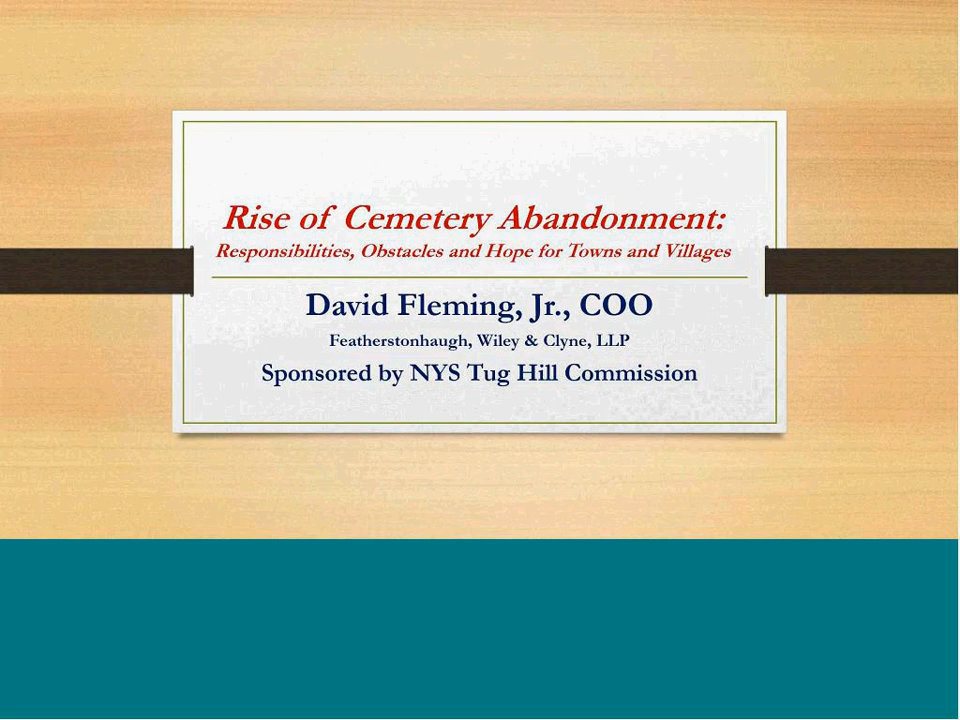 Rise of Cemetery Abandonment:
Responsibilities, Obstacles and Hope for Towns and Villages
David Fleming, Jr., COO
Featherstonhaugh, Wiley & Clyne, LLP
Sponsored by NYS Tug Hill Commission